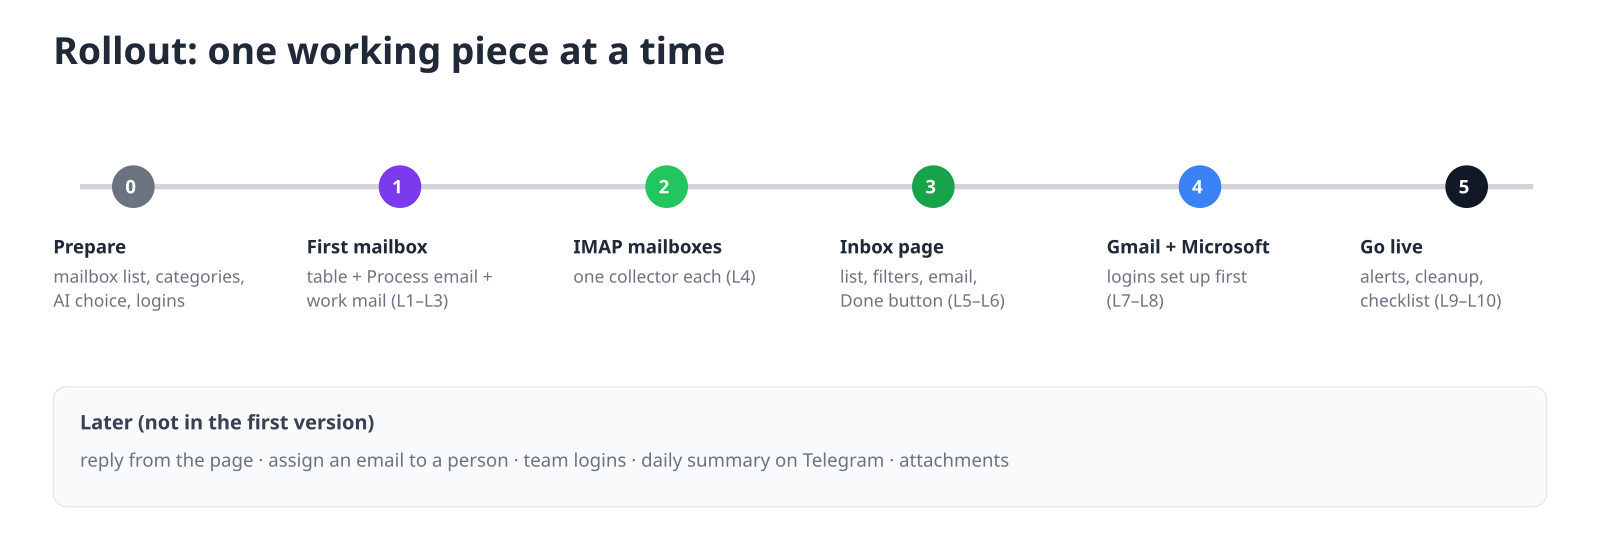 Rollout: one working piece at a time
0
1
2
3
4
5
Prepare
mailbox list, categories,
AI choice, logins
First mailbox
table + Process email +
work mail (L1–L3)
IMAP mailboxes
one collector each (L4)
Inbox page
list, filters, email,
Done button (L5–L6)
Gmail + Microsoft
logins set up first
(L7–L8)
Go live
alerts, cleanup,
checklist (L9–L10)
Later (not in the first version)
reply from the page · assign an email to a person · team logins · daily summary on Telegram · attachments